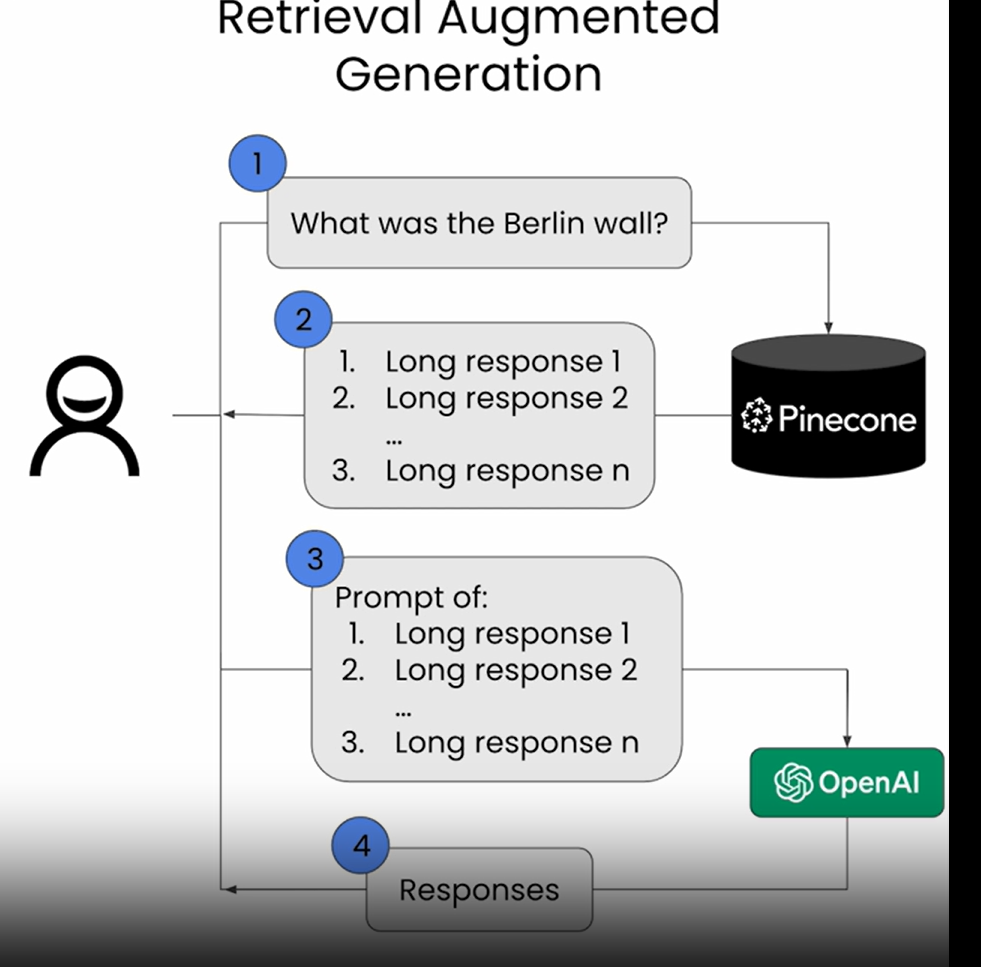 Retrieval Augmented
Generation
1
What was the Berlin wall?
2
1. Long response 1
2. Long response 2
...
3. Long response n
Pinecone
3
Prompt of:
1. Long response 1
2. Long response 2
...
3. Long response n
OpenAI
4
Responses